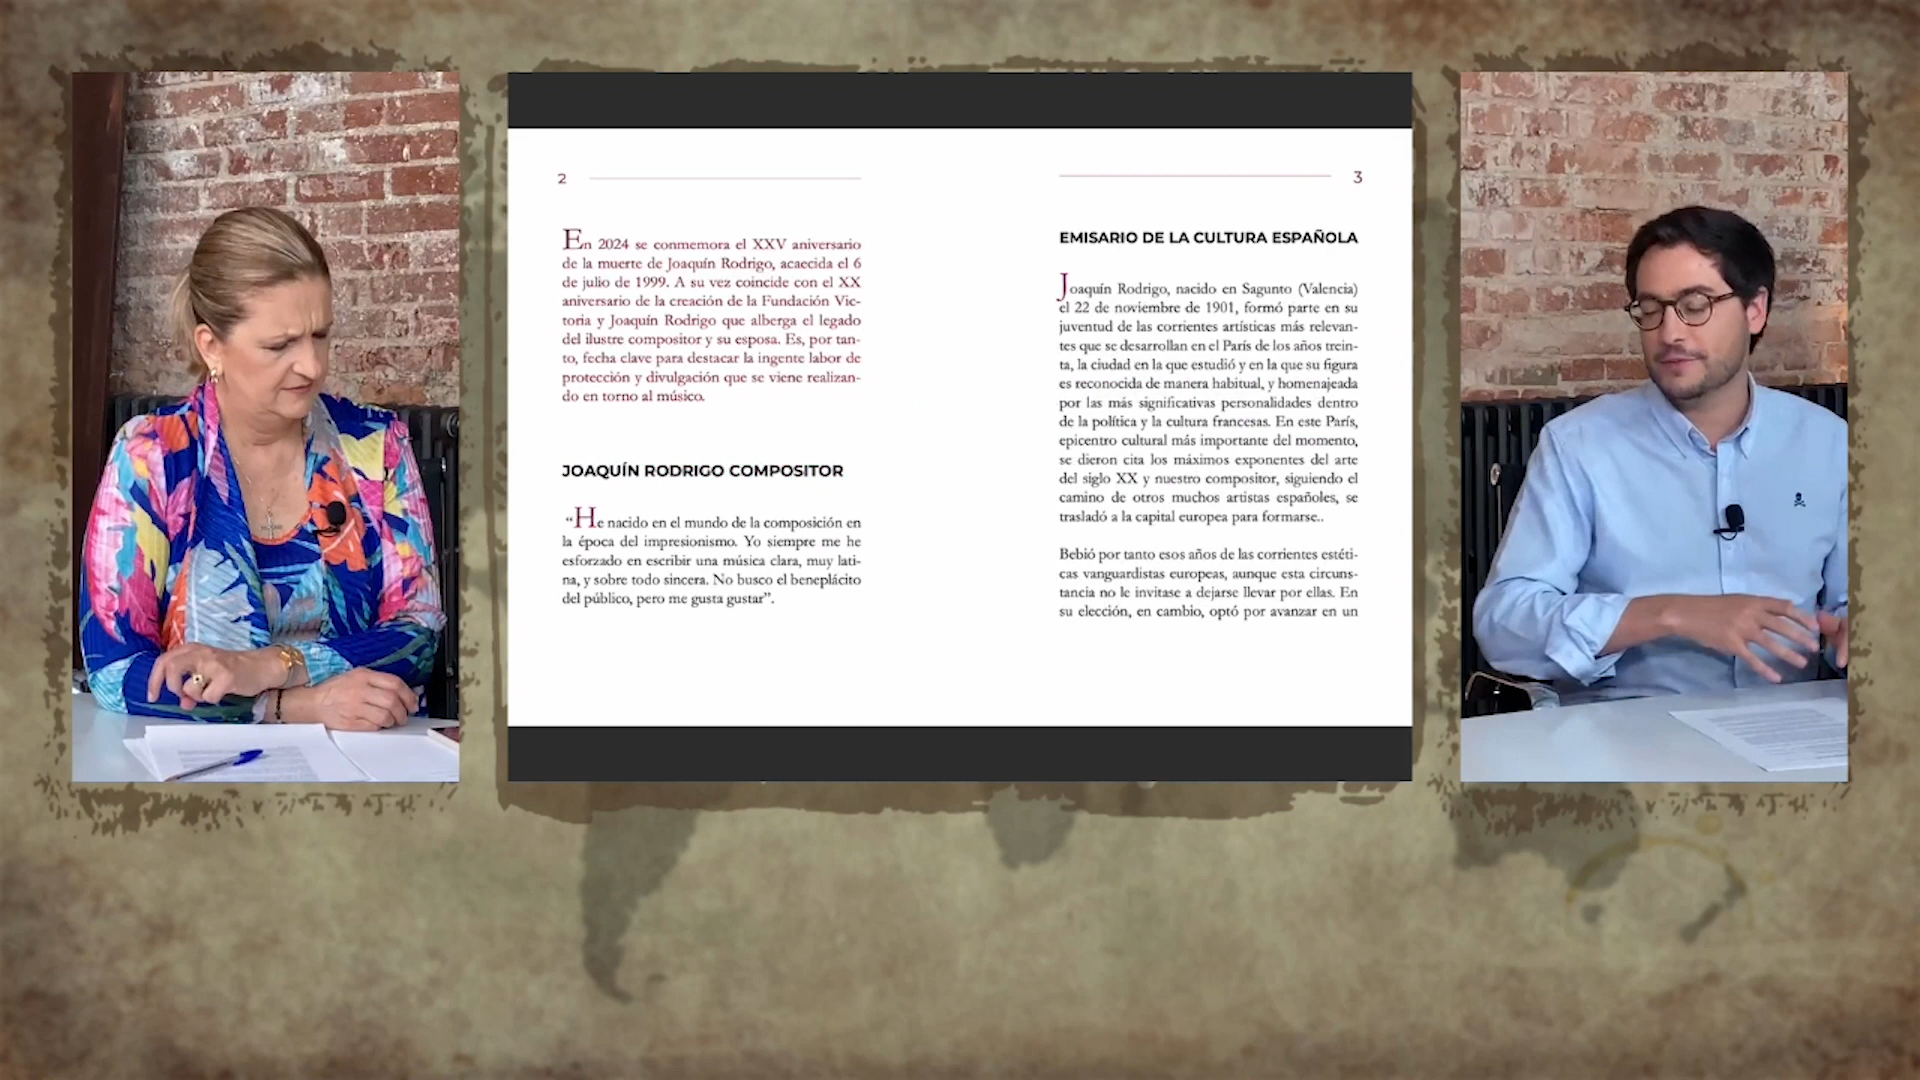 2
En 2024 se conmemora el XXV aniversario
de la muerte de Joaquín Rodrigo, acaecida el 6
de julio de 1999. A su vez coincide con el XX
aniversario de la creación de la Fundación Vic-
toria y Joaquín Rodrigo que alberga el legado
del ilustre compositor y su esposa. Es, por tan-
to, fecha clave para destacar la ingente labor de
protección y divulgación que se viene realizan-
do en torno al músico.
JOAQUÍN RODRIGO COMPOSITOR
“He nacido en el mundo de la composición en
la época del impresionismo. Yo siempre me he
esforzado en escribir una música clara, muy lati-
na, y sobre todo sincera. No busco el beneplácito
del público, pero me gusta gustar”.
3
EMISARIO DE LA CULTURA ESPAÑOLA
Joaquín Rodrigo, nacido en Sagunto (Valencia)
el 22 de noviembre de 1901, formó parte en su
juventud de las corrientes artísticas más relevan-
tes que se desarrollan en el París de los años trein-
ta, la ciudad en la que estudió y en la que su figura
es reconocida de manera habitual, y homenajeada
por las más significativas personalidades dentro
de la política y la cultura francesas. En este París,
epicentro cultural más importante del momento,
se dieron cita los máximos exponentes del arte
del siglo XX y nuestro compositor, siguiendo el
camino de otros muchos artistas españoles, se
trasladó a la capital europea para formarse..
Bebió por tanto esos años de las corrientes estéti-
cas vanguardistas europeas, aunque esta circuns-
tancia no le invitase a dejarse llevar por ellas. En
su elección, en cambio, optó por avanzar en un